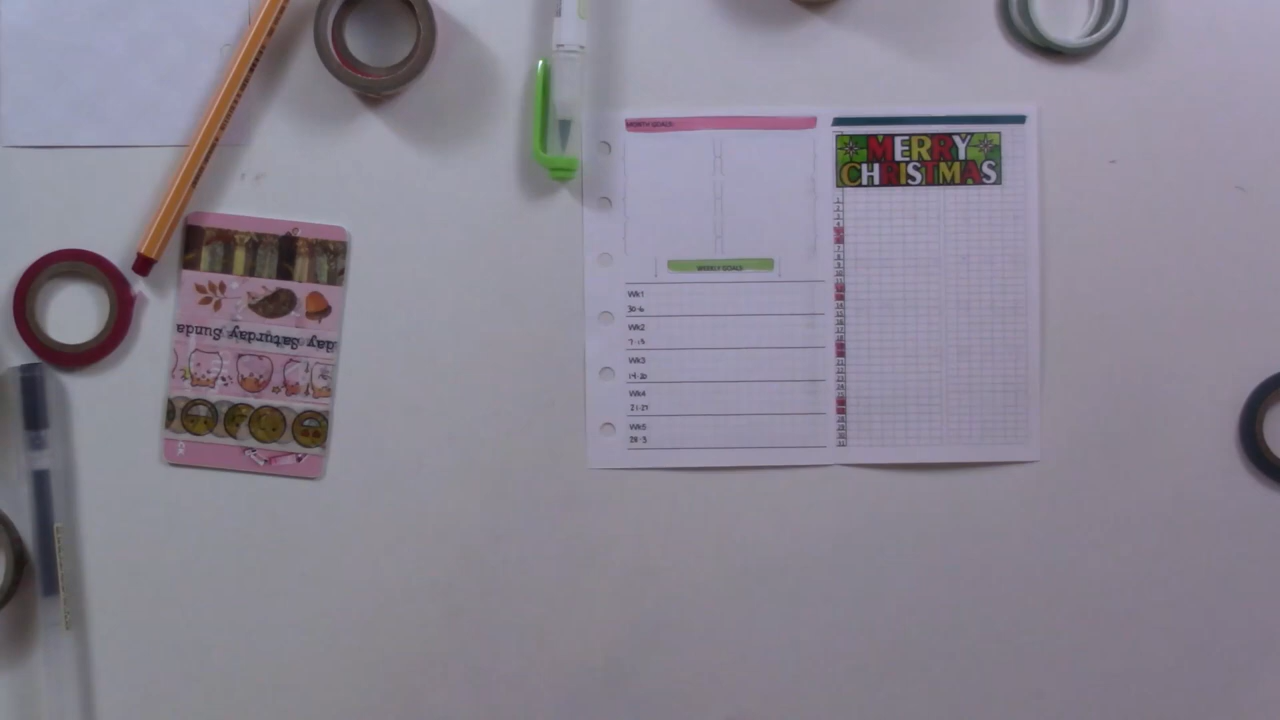 MONTH GOALS:
MERRY
CHRISTMAS
WEEKLY GOALS:
Wk1
30-6
Wk2
7-13
Wk3
14-20
Wk4
21-27
Wk5
28-3
day Saturday Sunda